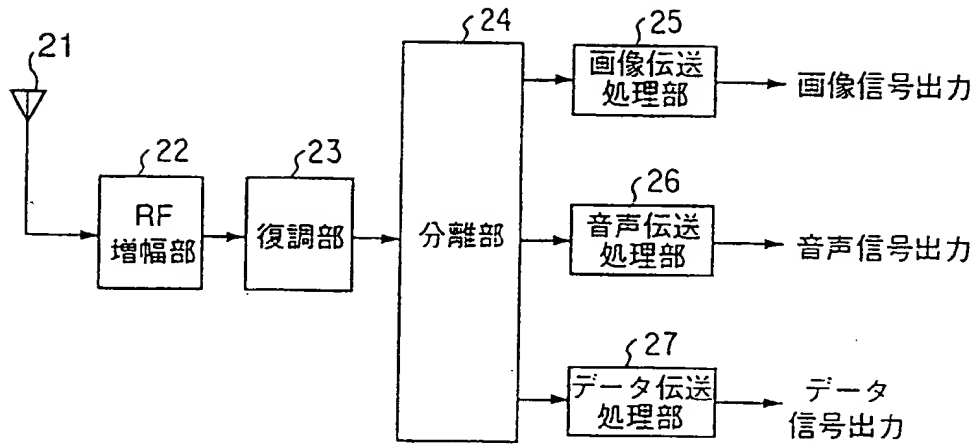 21
22
RF
増幅部
23
復調部
24
分離部
25
画像伝送
処理部
画像信号出力
26
音声伝送
処理部
音声信号出力
27
データ伝送
処理部
データ
信号出力